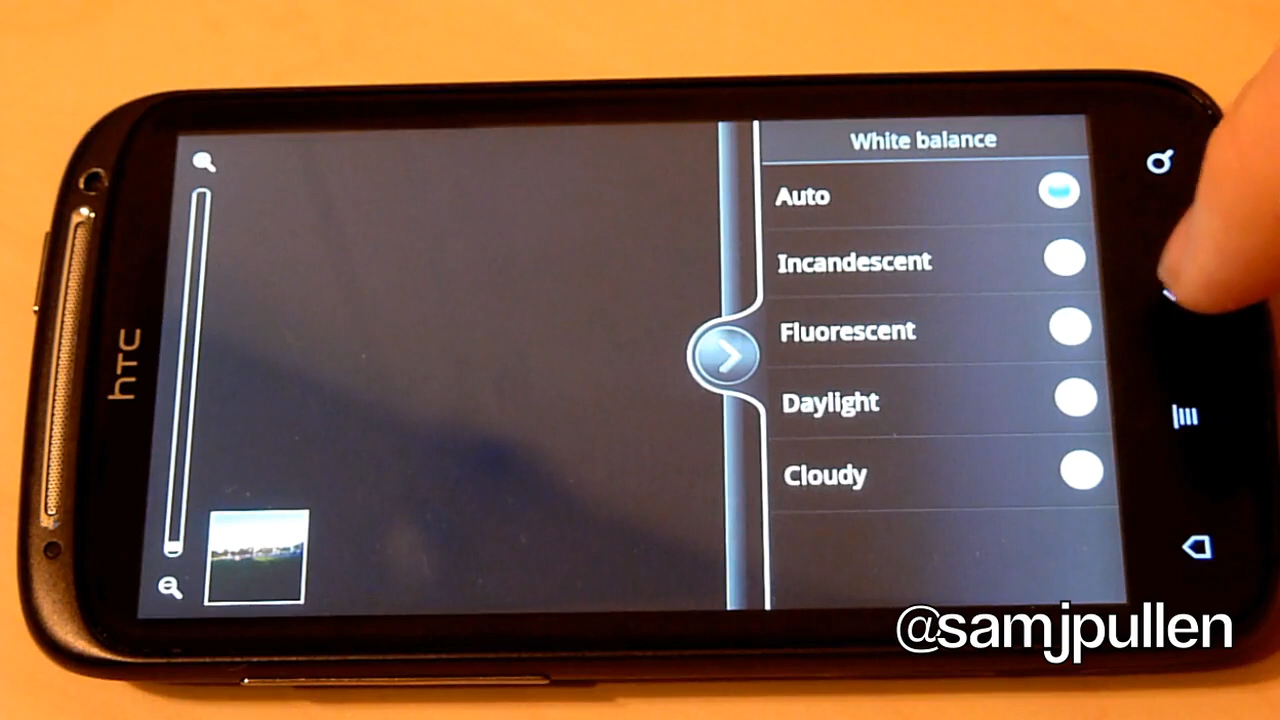 White balance
Auto
Incandescent
Fluorescent
Daylight
Cloudy
hTC
@samjpullen